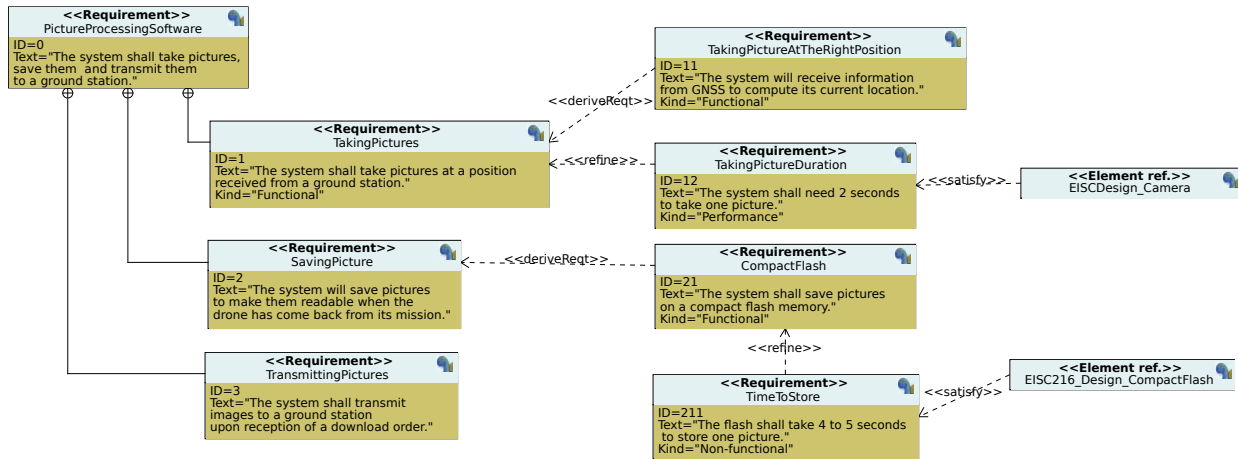 <<Requirement>>
PictureProcessingSoftware
ID=0
Text="The system shall take pictures,
save them  and transmit them
to a ground station."
<<Requirement>>
TakingPictureAtTheRightPosition
ID=11
Text="The system will receive information
from GNSS to compute its current location."
Kind="Functional"
<<deriveReqt>>
<<Requirement>>
TakingPictures
ID=1
Text="The system shall take pictures at a position
received from a ground station."
Kind="Functional"
<<refine>>
<<Requirement>>
TakingPictureDuration
ID=12
Text="The system shall need 2 seconds
to take one picture."
Kind="Performance"
<<satisfy>>
<<Element ref.>>
EISCDesign_Camera
<<Requirement>>
SavingPicture
ID=2
Text="The system will save pictures
to make them readable when the
drone has come back from its mission."
<<deriveReqt>>
<<Requirement>>
CompactFlash
ID=21
Text="The system shall save pictures
on a compact flash memory."
Kind="Functional"
<<refine>>
<<Requirement>>
TransmittingPictures
ID=3
Text="The system shall transmit
images to a ground station
upon reception of a download order."
<<Requirement>>
TimeToStore
ID=211
Text="The flash shall take 4 to 5 seconds
to store one picture."
Kind="Non-functional"
<<satisfy>>
<<Element ref.>>
EISC216_Design_CompactFlash